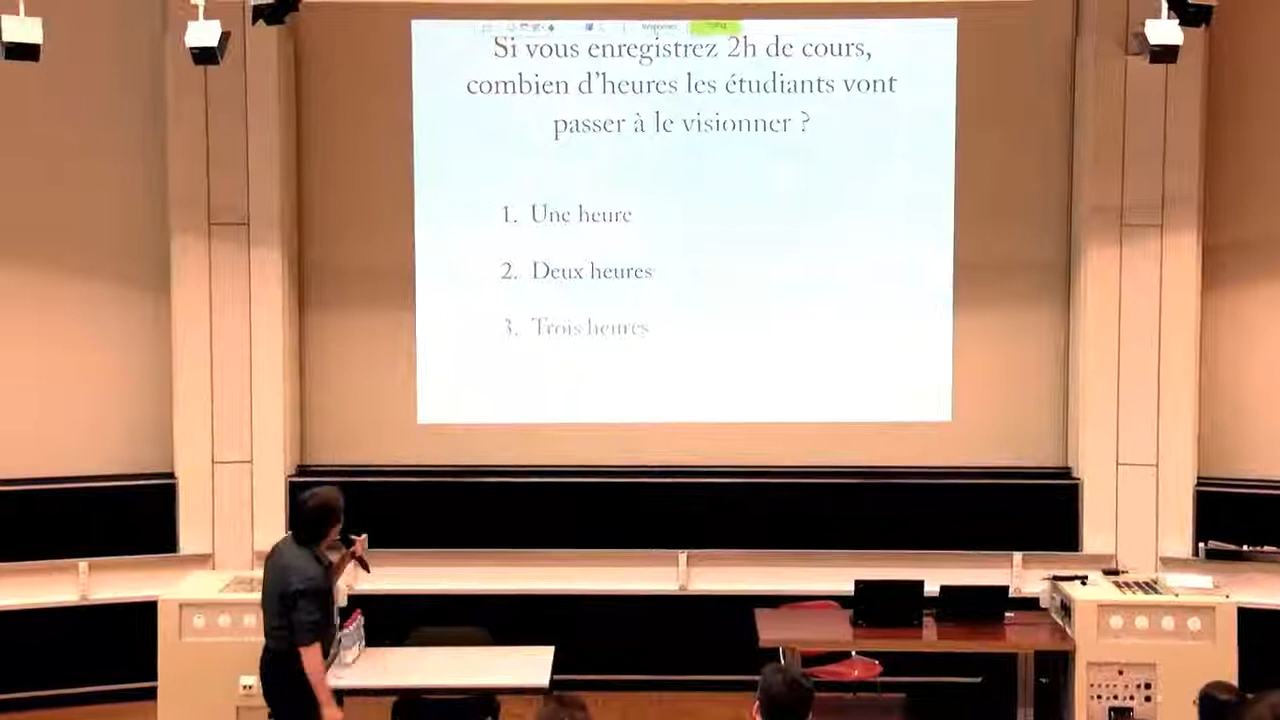 Si vous enregistrez 2h de cours,
combien d'heures les étudiants vont
passer à le visionner ?
1. Une heure
2. Deux heures
3. Trois heures